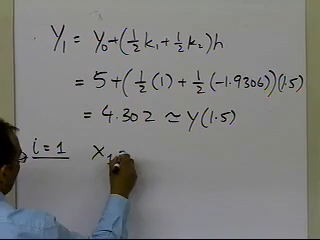 y₁ = y₀+(½k₁+½k₂)h
= 5+(½(1)+½(-1.9306))(1.5)
= 4.302 ≃ y(1.5)
i=1 x₁